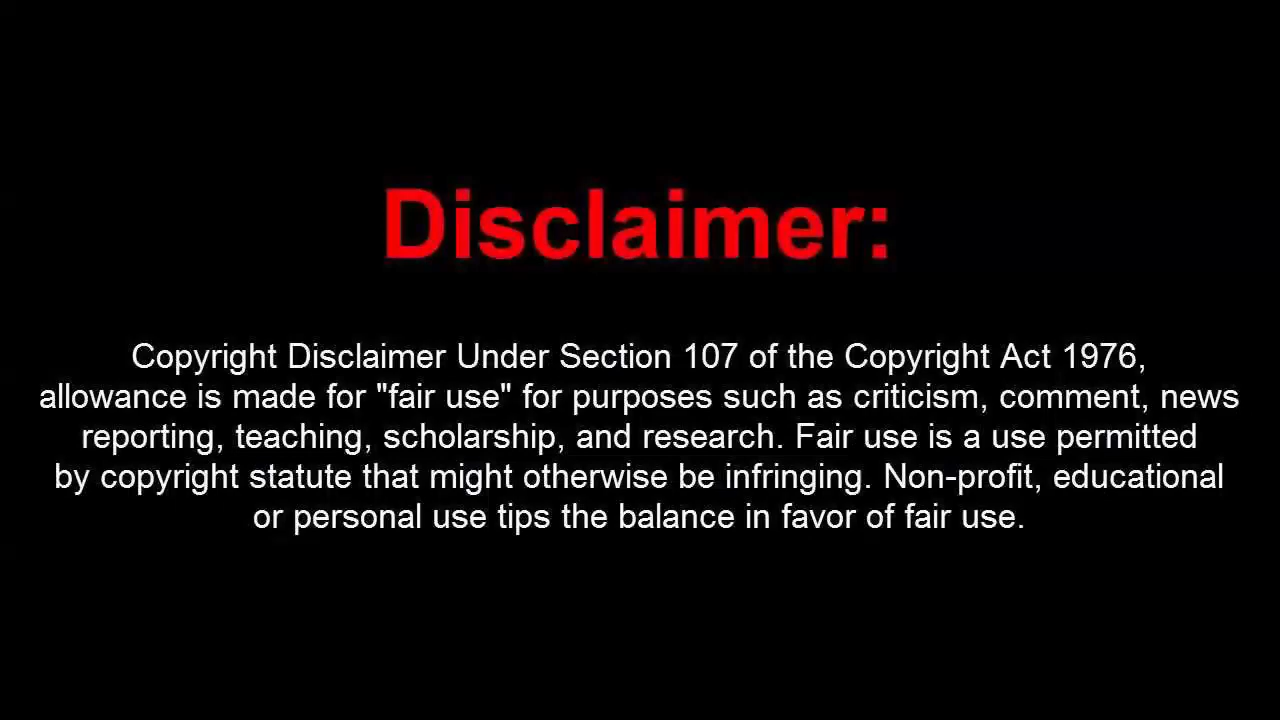 Disclaimer:
Copyright Disclaimer Under Section 107 of the Copyright Act 1976,
allowance is made for "fair use" for purposes such as criticism, comment, news
reporting, teaching, scholarship, and research. Fair use is a use permitted
by copyright statute that might otherwise be infringing. Non-profit, educational
or personal use tips the balance in favor of fair use.